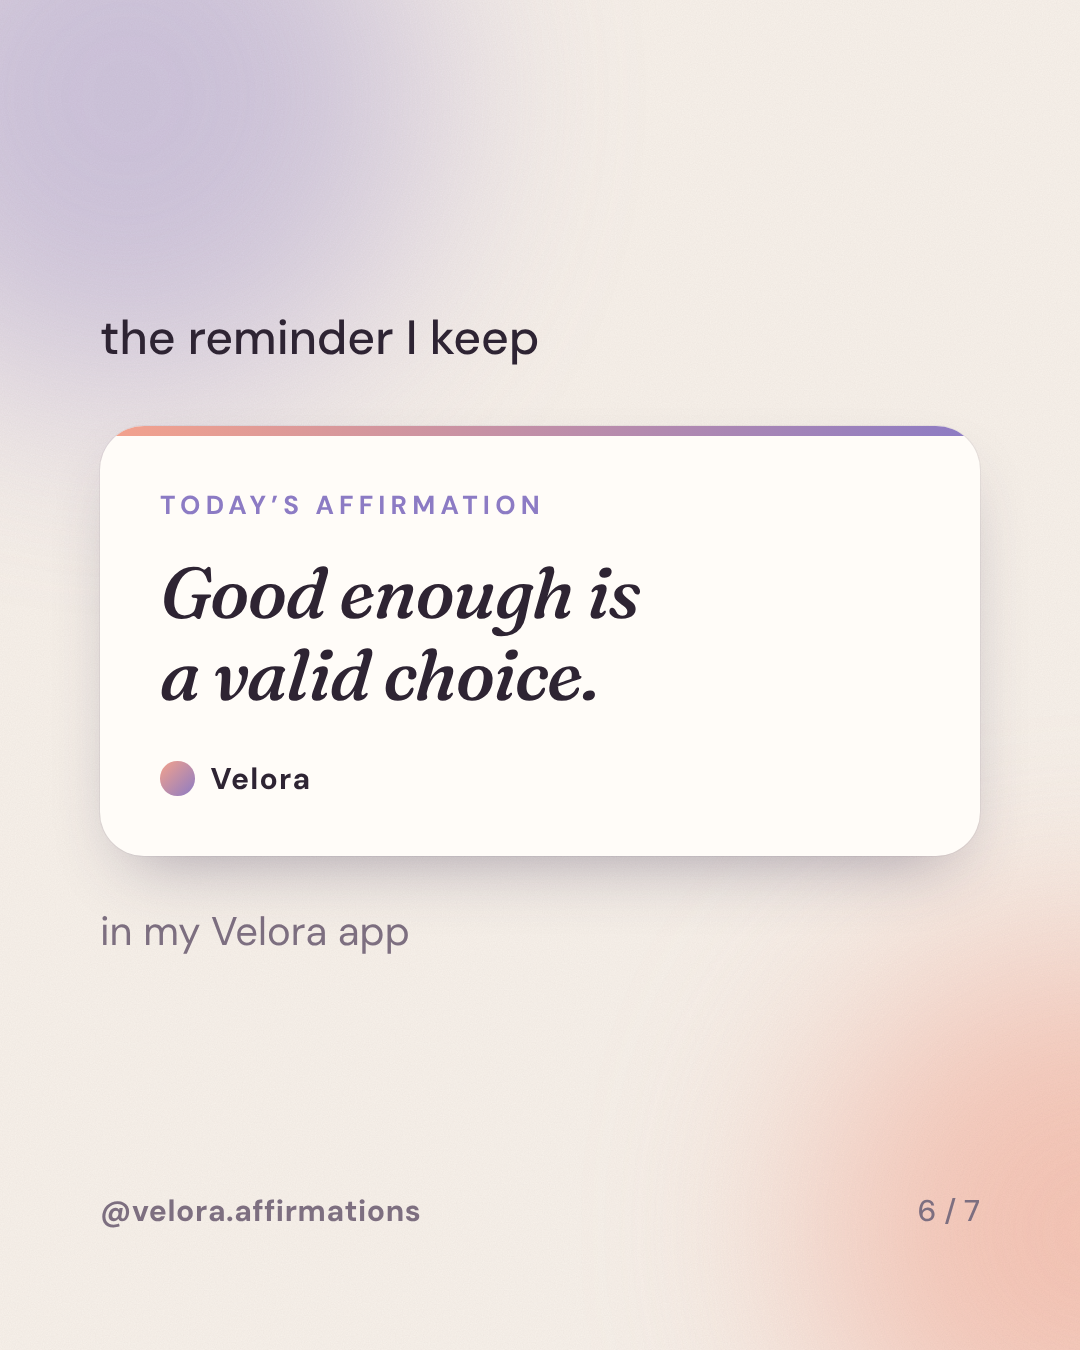 the reminder I keep
TODAY’S AFFIRMATION
Good enough is
a valid choice.
Velora
in my Velora app
@velora.affirmations
6 / 7